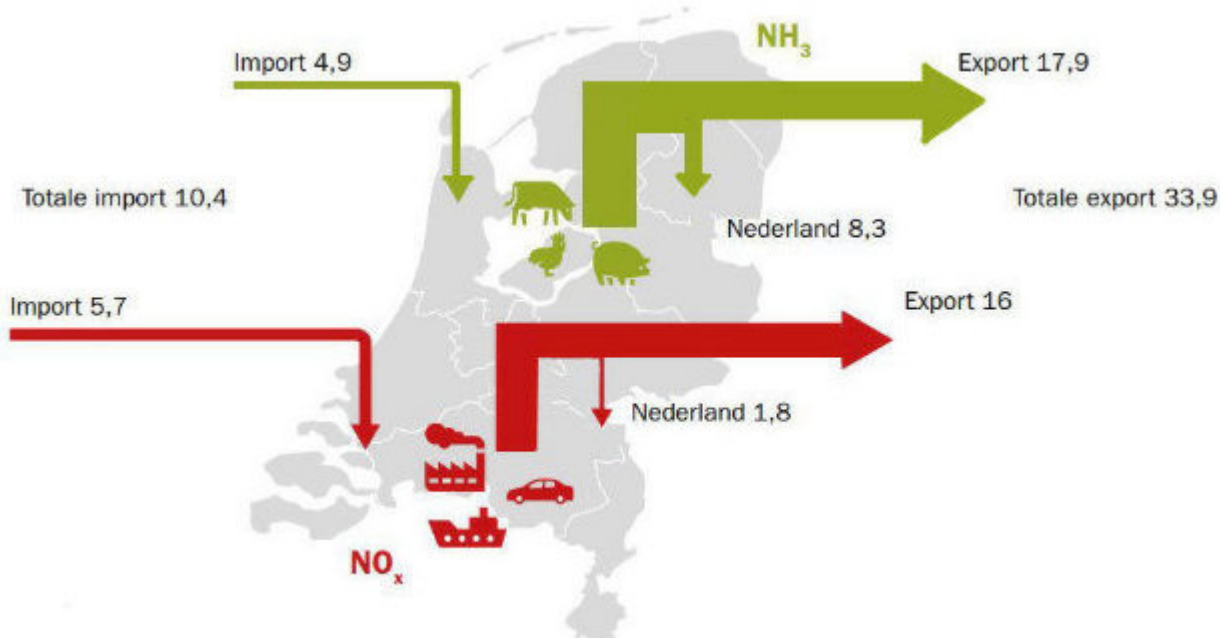 NH₃
Import 4,9
Export 17,9
Totale import 10,4
Totale export 33,9
Nederland 8,3
Import 5,7
Export 16
Nederland 1,8
NOₓ